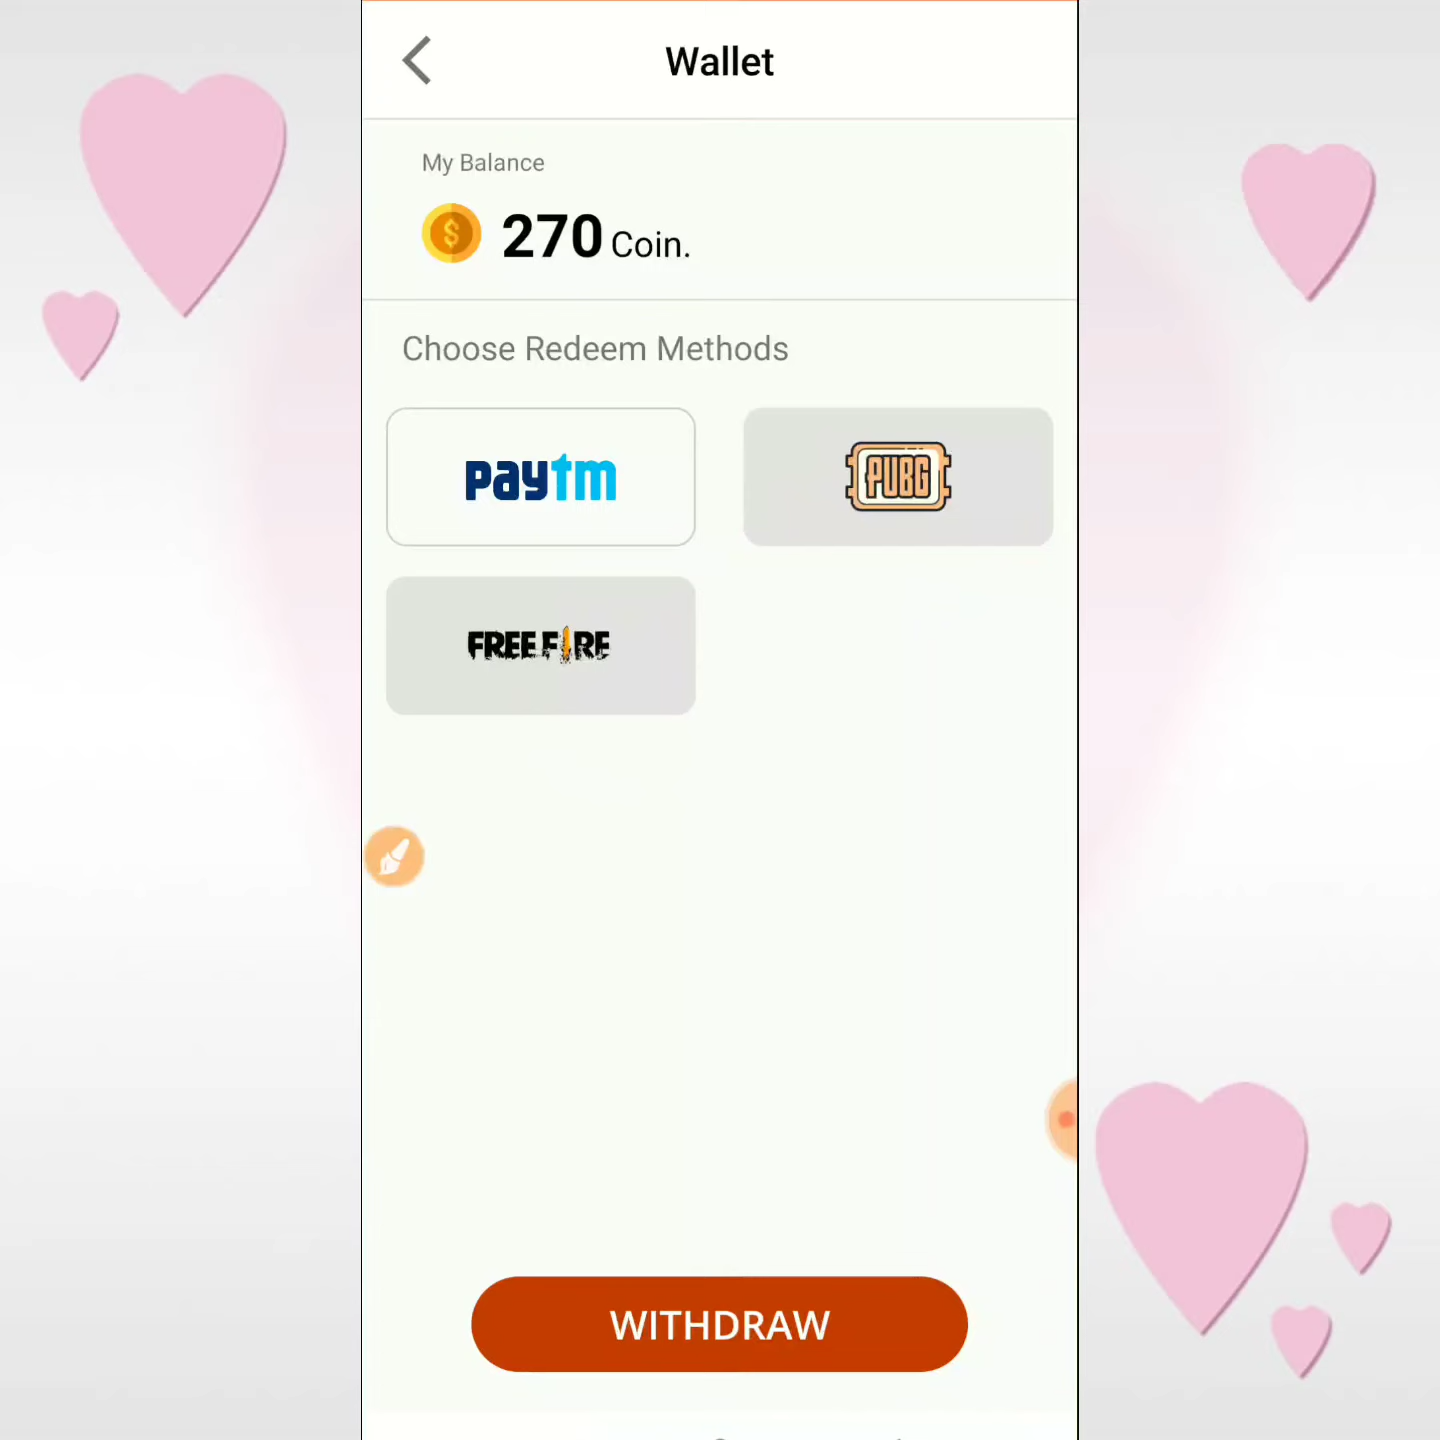 Wallet
My Balance
$ 270 Coin.
Choose Redeem Methods
paytm
PUBG
FREE FIRE
WITHDRAW